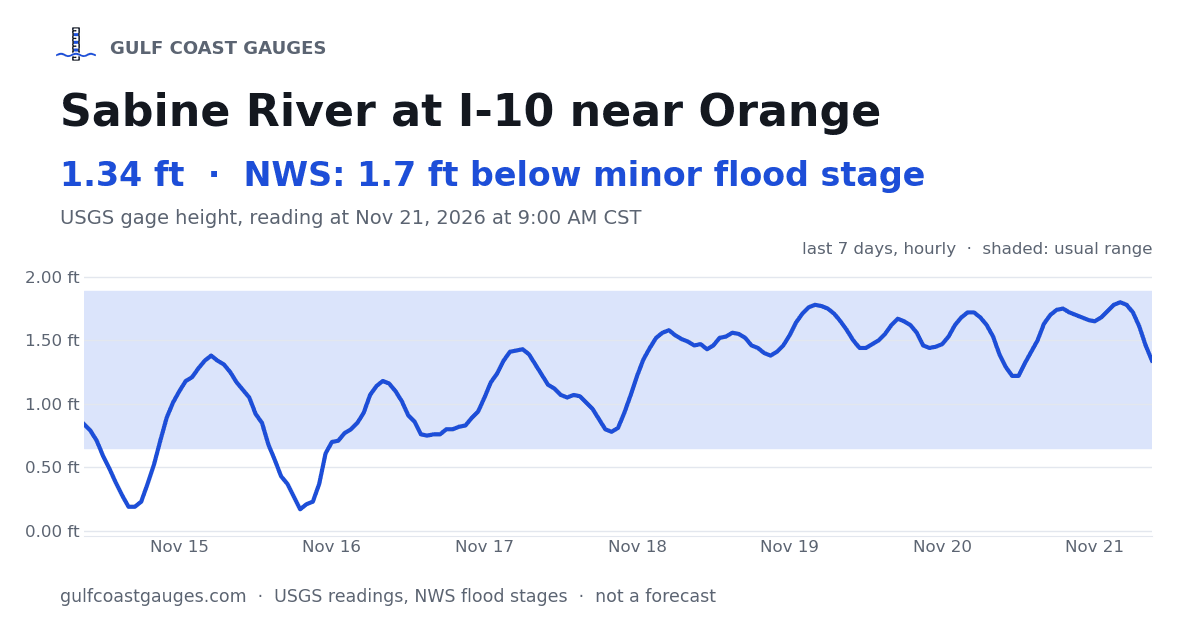 GULF COAST GAUGES
Sabine River at I-10 near Orange
1.34 ft · NWS: 1.7 ft below minor flood stage
USGS gage height, reading at Nov 21, 2026 at 9:00 AM CST
last 7 days, hourly · shaded: usual range
2.00 ft
1.50 ft
1.00 ft
0.50 ft
0.00 ft
Nov 15 Nov 16 Nov 17 Nov 18 Nov 19 Nov 20 Nov 21
gulfcoastgauges.com · USGS readings, NWS flood stages · not a forecast